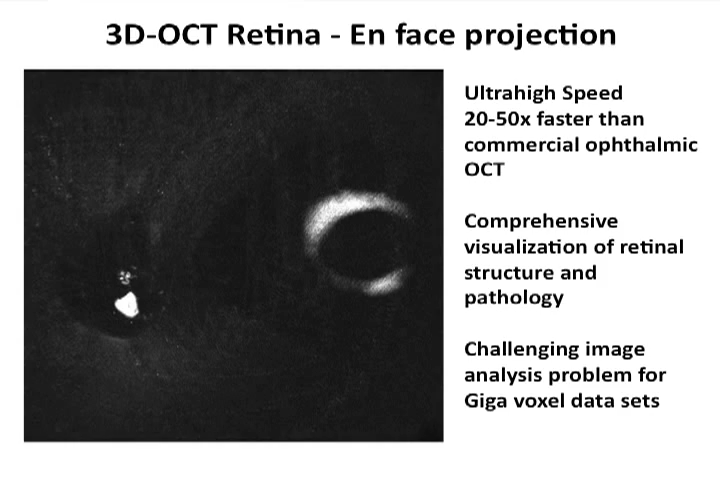 3D-OCT Retina - En face projection
Ultrahigh Speed
20-50x faster than
commercial ophthalmic
OCT
Comprehensive
visualization of retinal
structure and
pathology
Challenging image
analysis problem for
Giga voxel data sets